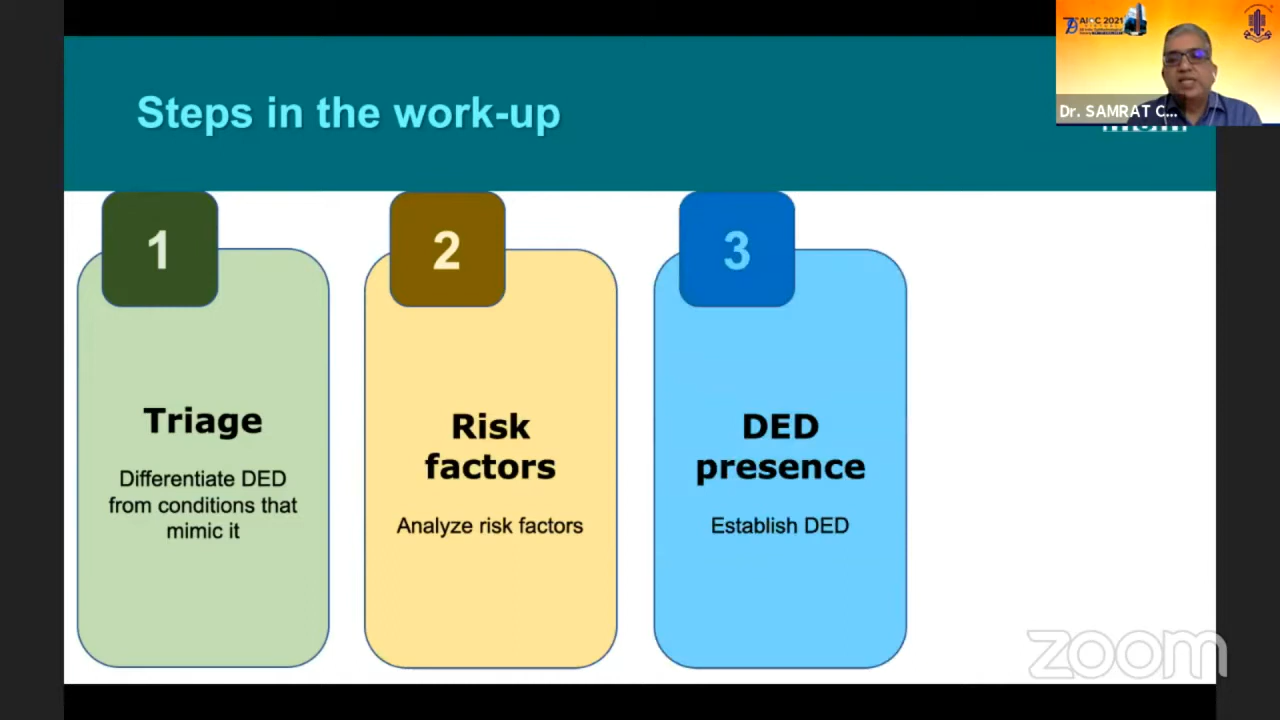 Steps in the work-up
AIOC 2021
Dr. SAMRAT C...
1
2
3
Triage
Differentiate DED
from conditions that
mimic it
Risk
factors
Analyze risk factors
DED
presence
Establish DED
zoom